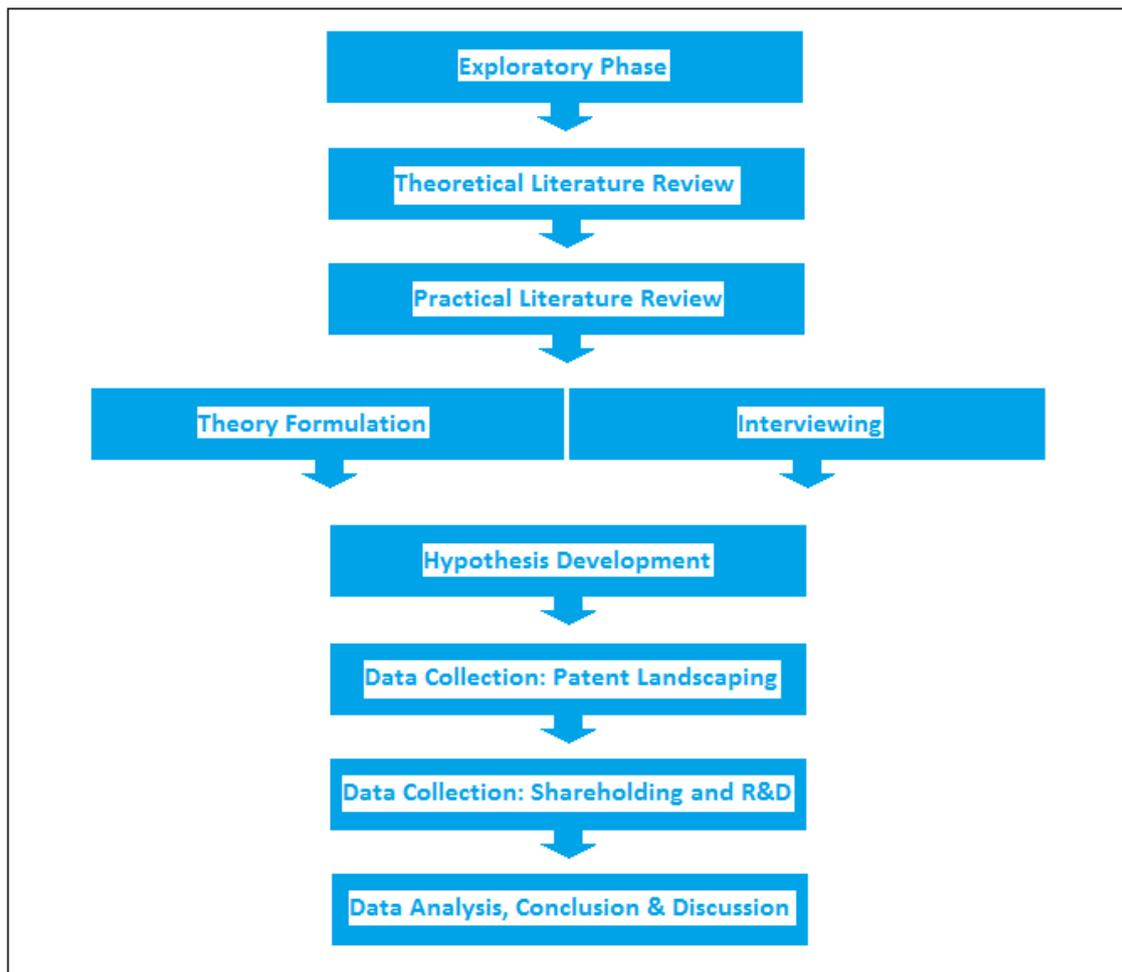 Exploratory Phase
Theoretical Literature Review
Practical Literature Review
Theory Formulation
Interviewing
Hypothesis Development
Data Collection: Patent Landscaping
Data Collection: Shareholding and R&D
Data Analysis, Conclusion & Discussion